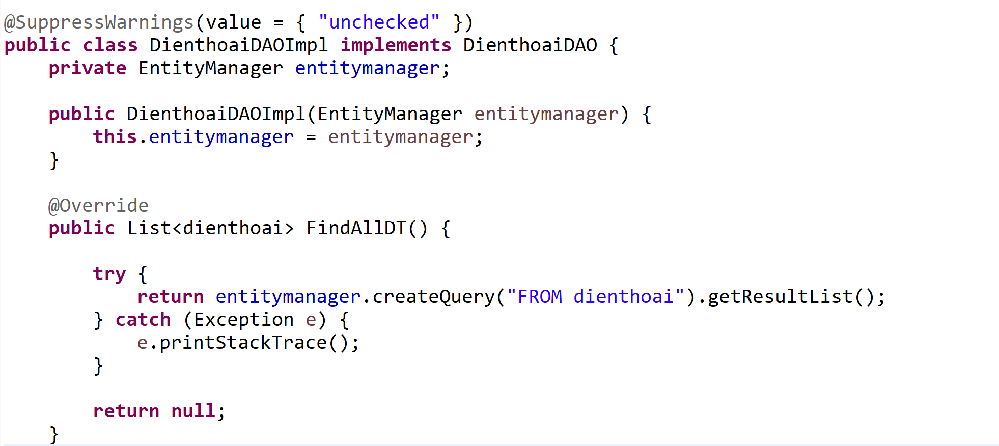 @SuppressWarnings(value = { "unchecked" })
public class DienthoaiDAOImpl implements DienthoaiDAO {
    private EntityManager entitymanager;

    public DienthoaiDAOImpl(EntityManager entitymanager) {
        this.entitymanager = entitymanager;
    }

    @Override
    public List<dienthoai> FindAllDT() {

        try {
            return entitymanager.createQuery("FROM dienthoai").getResultList();
        } catch (Exception e) {
            e.printStackTrace();
        }

        return null;
    }